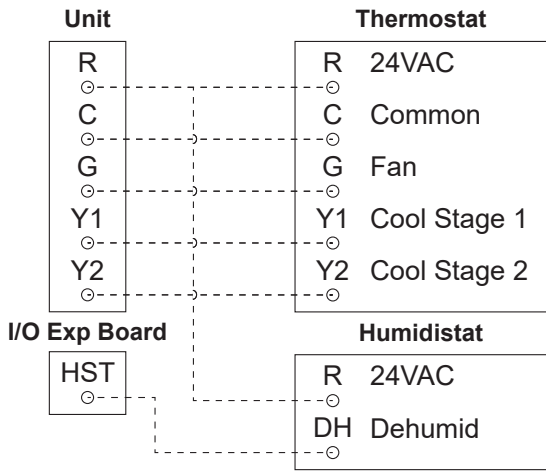 Unit Thermostat
R R 24VAC
C C Common
G G Fan
Y1 Y1 Cool Stage 1
Y2 Y2 Cool Stage 2
I/O Exp Board Humidistat
HST R 24VAC
DH Dehumid